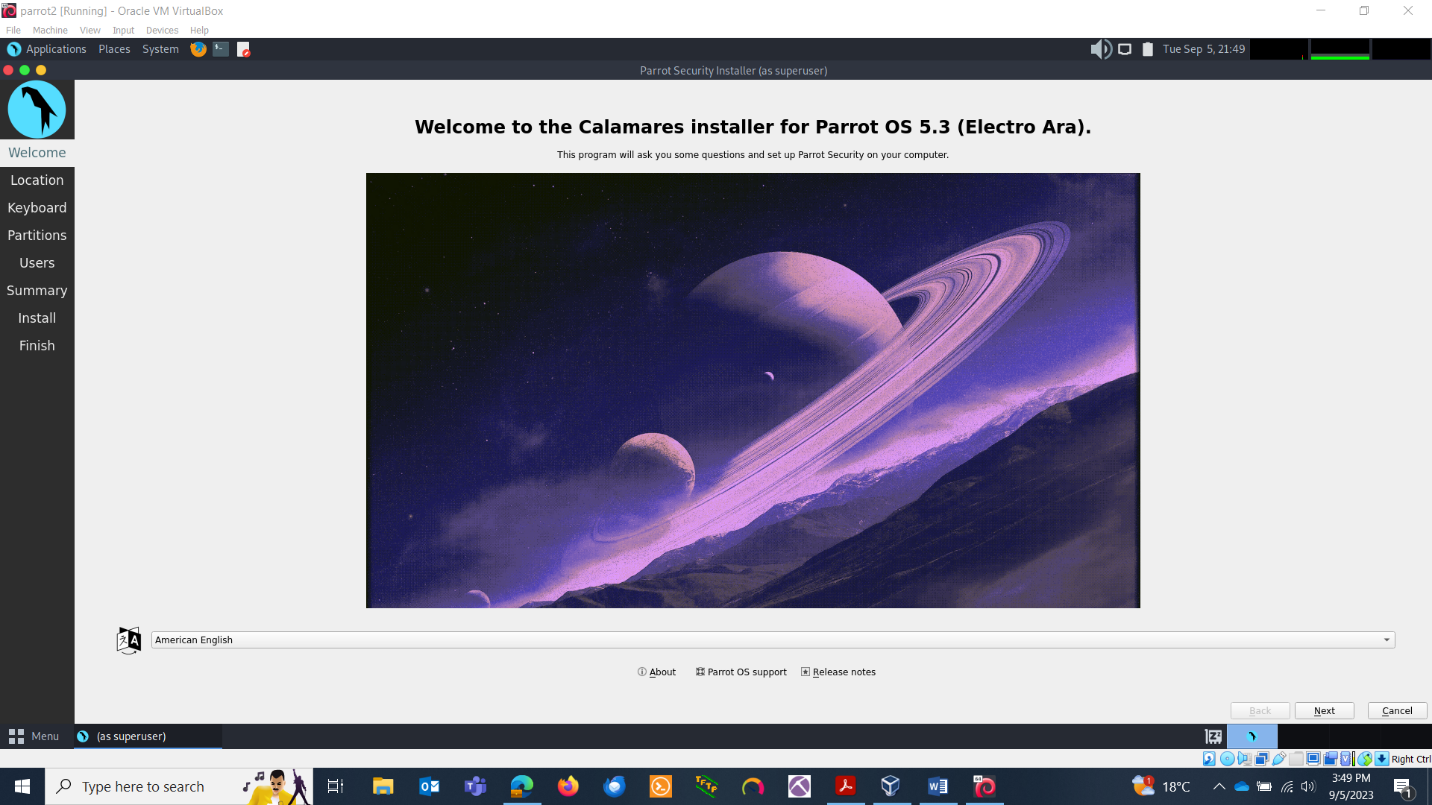 parrot2 [Running] - Oracle VM VirtualBox
File Machine View Input Devices Help
Applications Places System Tue Sep 5, 21:49
Parrot Security Installer (as superuser)
Welcome
Location
Keyboard
Partitions
Users
Summary
Install
Finish
Welcome to the Calamares installer for Parrot OS 5.3 (Electro Ara).
This program will ask you some questions and set up Parrot Security on your computer.
American English
About Parrot OS support Release notes
Back Next Cancel
Menu (as superuser)
Right Ctrl
Type here to search
18°C
3:49 PM
9/5/2023